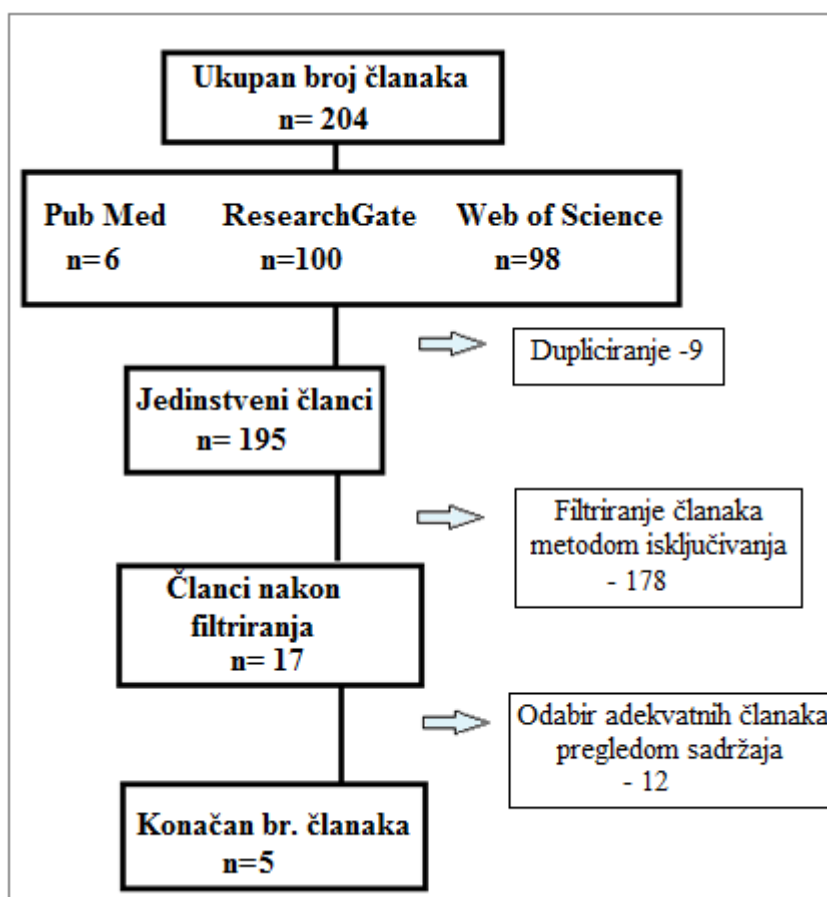 Ukupan broj članaka
n= 204
Pub Med ResearchGate Web of Science
n=6 n=100 n=98
Dupliciranje -9
Jedinstveni članci
n= 195
Filtriranje članaka
metodom isključivanja
- 178
Članci nakon
filtriranja
n= 17
Odabir adekvatnih članaka
pregledom sadržaja
- 12
Konačan br. članaka
n=5